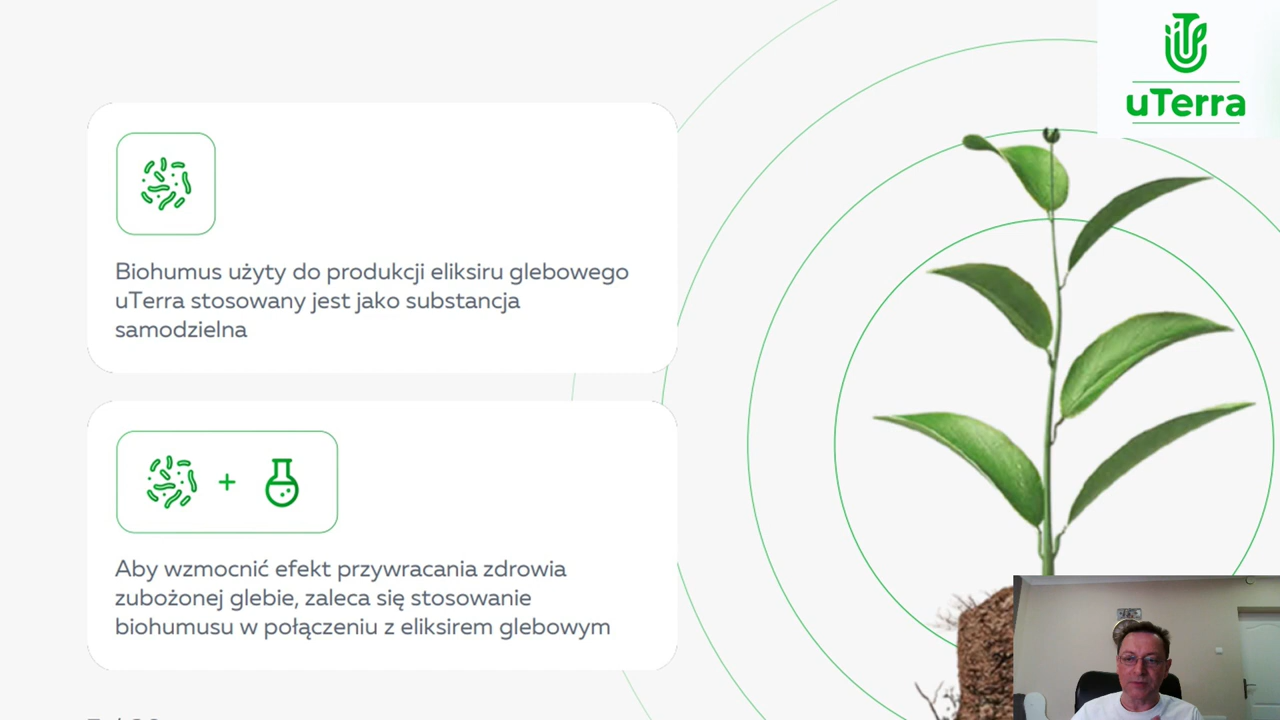 uTerra
Biohumus użyty do produkcji eliksiru glebowego
uTerra stosowany jest jako substancja
samodzielna
+
Aby wzmocnić efekt przywracania zdrowia
zubożonej glebie, zaleca się stosowanie
biohumusu w połączeniu z eliksirem glebowym